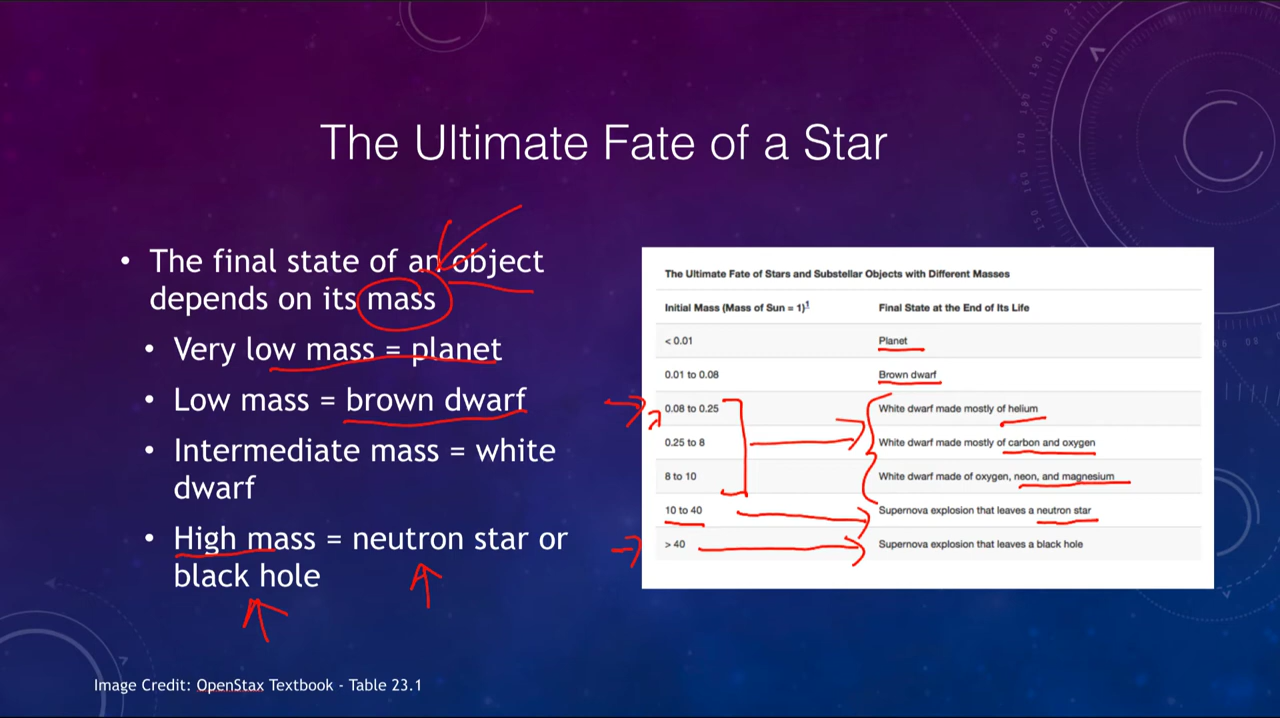 The Ultimate Fate of a Star
• The final state of an object
depends on its mass
• Very low mass = planet
• Low mass = brown dwarf
• Intermediate mass = white
dwarf
• High mass = neutron star or
black hole
The Ultimate Fate of Stars and Substellar Objects with Different Masses
Initial Mass (Mass of Sun = 1)¹ Final State at the End of Its Life
< 0.01 Planet
0.01 to 0.08 Brown dwarf
0.08 to 0.25 White dwarf made mostly of helium
0.25 to 8 White dwarf made mostly of carbon and oxygen
8 to 10 White dwarf made of oxygen, neon, and magnesium
10 to 40 Supernova explosion that leaves a neutron star
> 40 Supernova explosion that leaves a black hole
Image Credit: OpenStax Textbook - Table 23.1